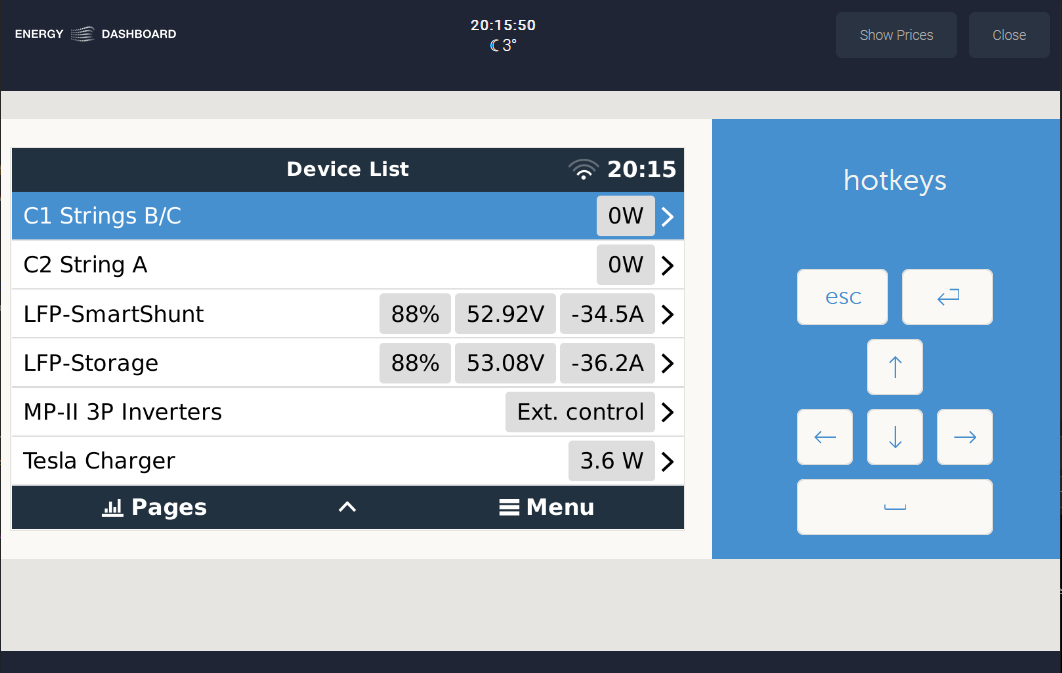 ENERGY DASHBOARD
20:15:50
3°
Show Prices
Close
Device List
20:15
C1 Strings B/C 0W
C2 String A 0W
LFP-SmartShunt 88% 52.92V -34.5A
LFP-Storage 88% 53.08V -36.2A
MP-II 3P Inverters Ext. control
Tesla Charger 3.6 W
Pages
Menu
hotkeys
esc